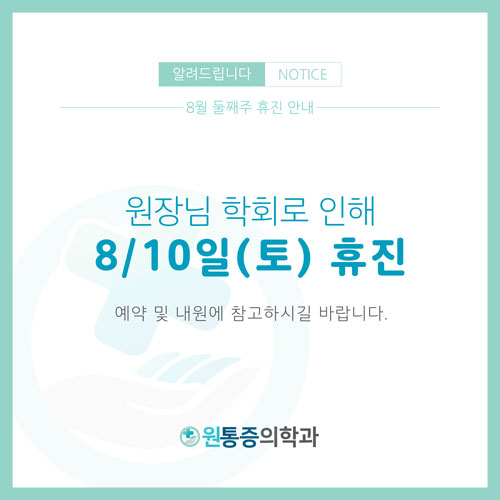 알려드립니다 NOTICE
8월 둘째주 휴진 안내
원장님 학회로 인해
8/10일(토) 휴진
예약 및 내원에 참고하시길 바랍니다.
원통증의학과